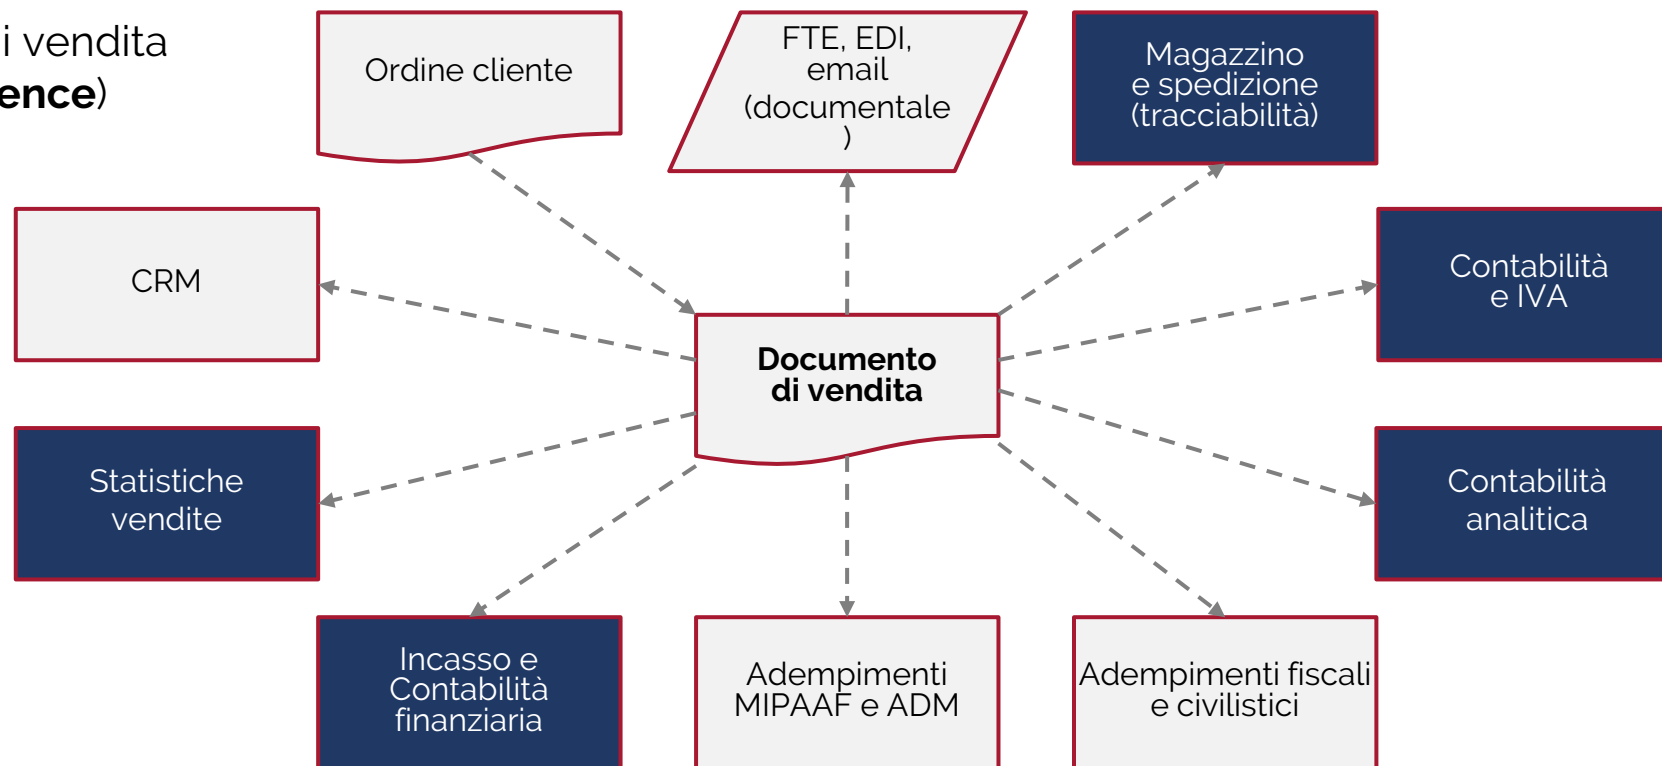 i vendita
ence)
Ordine cliente
FTE, EDI,
email
(documentale
)
Magazzino
e spedizione
(tracciabilità)
CRM
Contabilità
e IVA
Documento
di vendita
Statistiche
vendite
Contabilità
analitica
Incasso e
Contabilità
finanziaria
Adempimenti
MIPAAF e ADM
Adempimenti fiscali
e civilistici